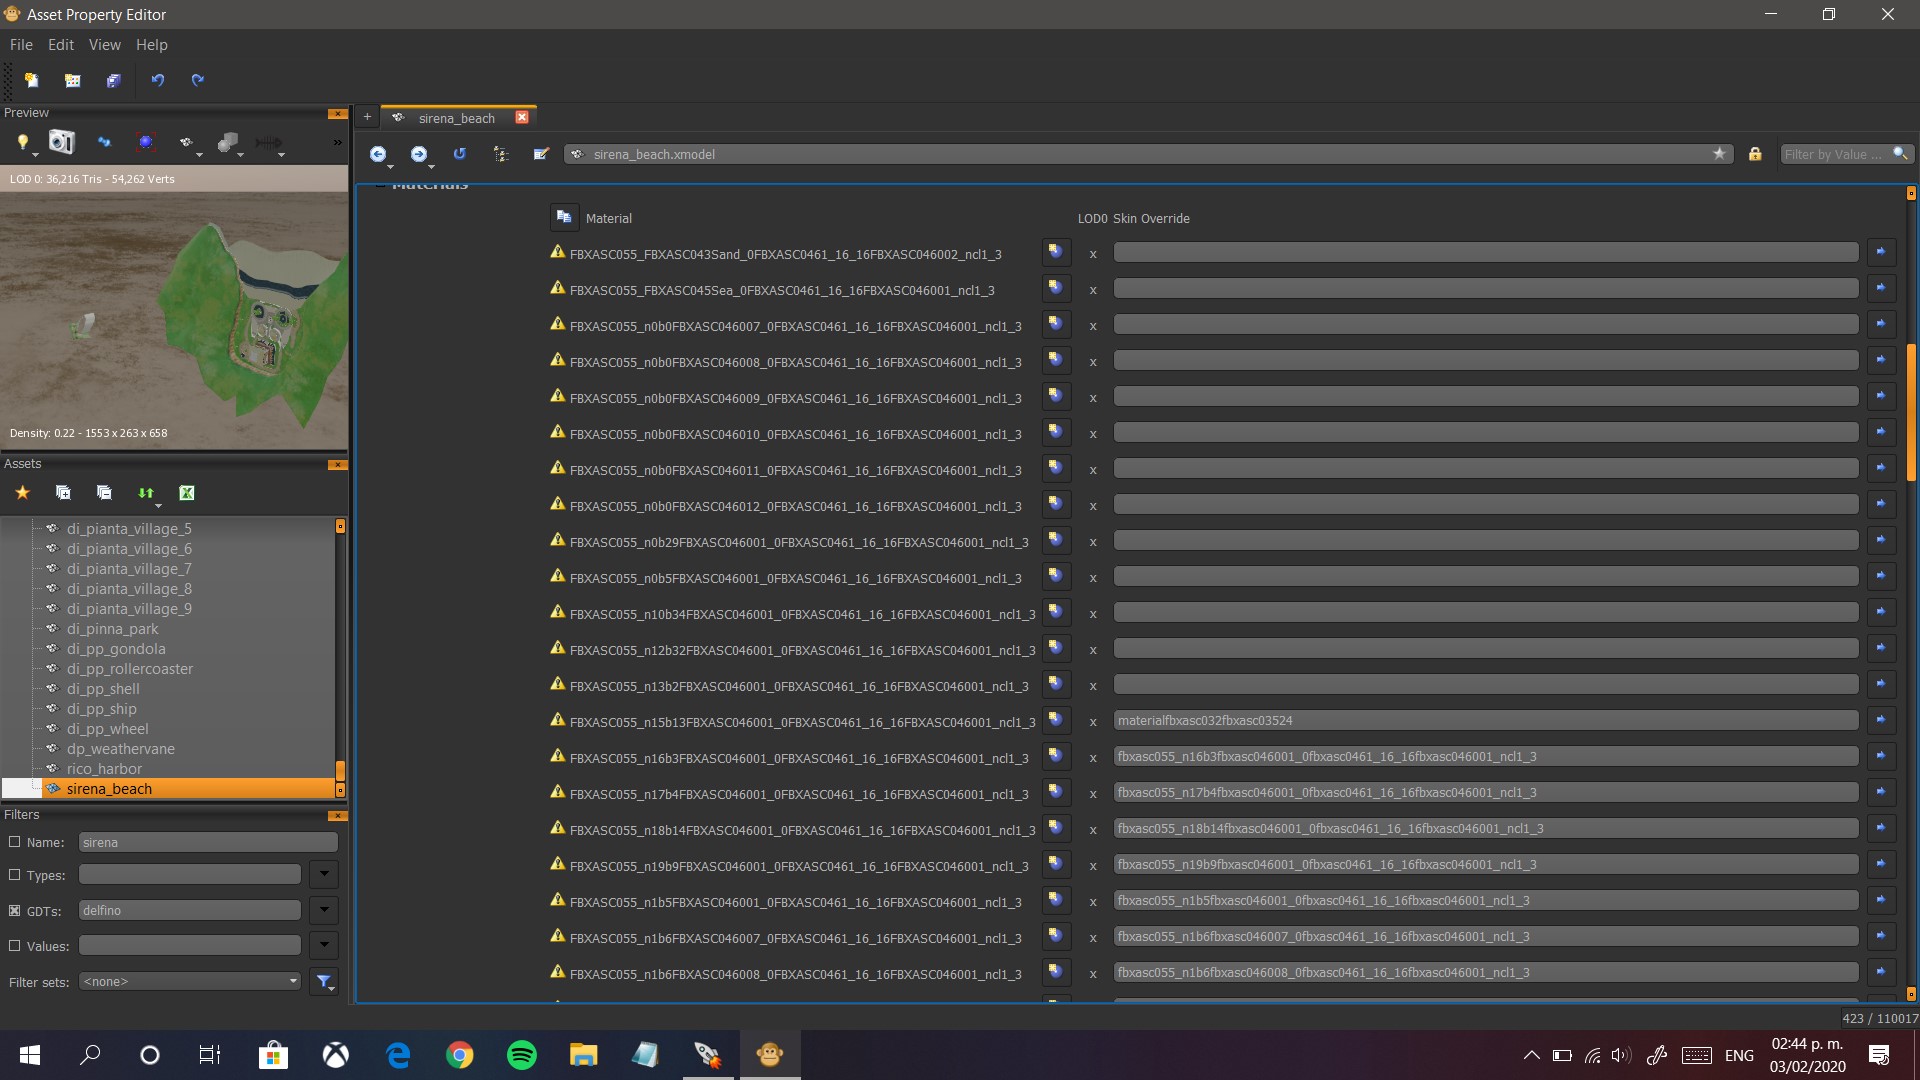 Asset Property Editor
File Edit View Help
Preview
LOD 0: 36,216 Tris - 54,262 Verts
Density: 0.22 - 1553 x 263 x 658
Assets
di_pianta_village_5
di_pianta_village_6
di_pianta_village_7
di_pianta_village_8
di_pianta_village_9
di_pinna_park
di_pp_gondola
di_pp_rollercoaster
di_pp_shell
di_pp_ship
di_pp_wheel
dp_weathervane
rico_harbor
sirena_beach
Filters
Name: sirena
Types:
GDTs: delfino
Values:
Filter sets: <none>
+ sirena_beach
sirena_beach.xmodel
Filter by Value ...
Materials
Material LOD0 Skin Override
FBXASC055_FBXASC043Sand_0FBXASC0461_16_16FBXASC046002_ncl1_3 x
FBXASC055_FBXASC045Sea_0FBXASC0461_16_16FBXASC046001_ncl1_3 x
FBXASC055_n0b0FBXASC046007_0FBXASC0461_16_16FBXASC046001_ncl1_3 x
FBXASC055_n0b0FBXASC046008_0FBXASC0461_16_16FBXASC046001_ncl1_3 x
FBXASC055_n0b0FBXASC046009_0FBXASC0461_16_16FBXASC046001_ncl1_3 x
FBXASC055_n0b0FBXASC046010_0FBXASC0461_16_16FBXASC046001_ncl1_3 x
FBXASC055_n0b0FBXASC046011_0FBXASC0461_16_16FBXASC046001_ncl1_3 x
FBXASC055_n0b0FBXASC046012_0FBXASC0461_16_16FBXASC046001_ncl1_3 x
FBXASC055_n0b29FBXASC046001_0FBXASC0461_16_16FBXASC046001_ncl1_3 x
FBXASC055_n0b5FBXASC046001_0FBXASC0461_16_16FBXASC046001_ncl1_3 x
FBXASC055_n10b34FBXASC046001_0FBXASC0461_16_16FBXASC046001_ncl1_3 x
FBXASC055_n12b32FBXASC046001_0FBXASC0461_16_16FBXASC046001_ncl1_3 x
FBXASC055_n13b2FBXASC046001_0FBXASC0461_16_16FBXASC046001_ncl1_3 x
FBXASC055_n15b13FBXASC046001_0FBXASC0461_16_16FBXASC046001_ncl1_3 x materialfbxasc032fbxasc03524
FBXASC055_n16b3FBXASC046001_0FBXASC0461_16_16FBXASC046001_ncl1_3 x fbxasc055_n16b3fbxasc046001_0fbxasc0461_16_16fbxasc046001_ncl1_3
FBXASC055_n17b4FBXASC046001_0FBXASC0461_16_16FBXASC046001_ncl1_3 x fbxasc055_n17b4fbxasc046001_0fbxasc0461_16_16fbxasc046001_ncl1_3
FBXASC055_n18b14FBXASC046001_0FBXASC0461_16_16FBXASC046001_ncl1_3 x fbxasc055_n18b14fbxasc046001_0fbxasc0461_16_16fbxasc046001_ncl1_3
FBXASC055_n19b9FBXASC046001_0FBXASC0461_16_16FBXASC046001_ncl1_3 x fbxasc055_n19b9fbxasc046001_0fbxasc0461_16_16fbxasc046001_ncl1_3
FBXASC055_n1b5FBXASC046001_0FBXASC0461_16_16FBXASC046001_ncl1_3 x fbxasc055_n1b5fbxasc046001_0fbxasc0461_16_16fbxasc046001_ncl1_3
FBXASC055_n1b6FBXASC046007_0FBXASC0461_16_16FBXASC046001_ncl1_3 x fbxasc055_n1b6fbxasc046007_0fbxasc0461_16_16fbxasc046001_ncl1_3
FBXASC055_n1b6FBXASC046008_0FBXASC0461_16_16FBXASC046001_ncl1_3 x fbxasc055_n1b6fbxasc046008_0fbxasc0461_16_16fbxasc046001_ncl1_3
423 / 110017
ENG
02:44 p. m.
03/02/2020